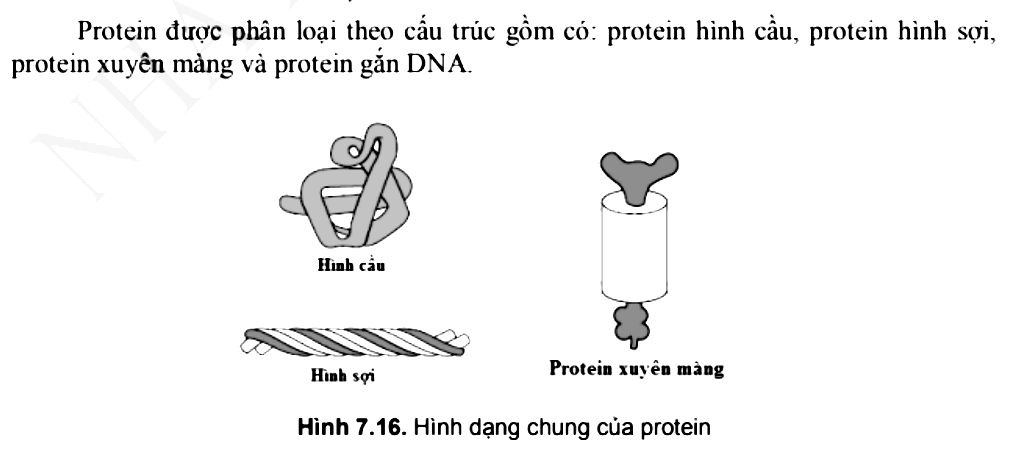 Protein được phân loại theo cấu trúc gồm có: protein hình cầu, protein hình sợi,
protein xuyên màng và protein gắn DNA.
Hình cầu
Hình sợi
Protein xuyên màng
Hình 7.16. Hình dạng chung của protein